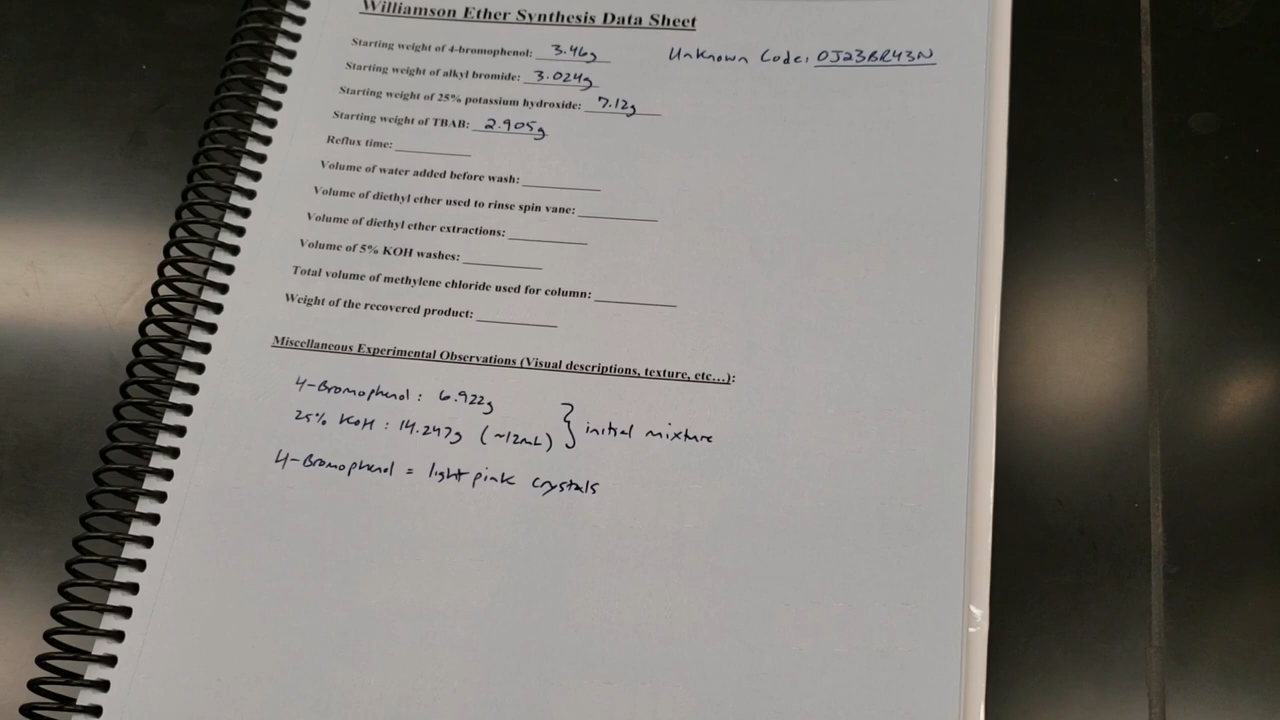 Williamson Ether Synthesis Data Sheet
Starting weight of 4-bromophenol: 3.46g
Unknown Code: OJ23BR43N
Starting weight of alkyl bromide: 3.024g
Starting weight of 25% potassium hydroxide: 7.12g
Starting weight of TBAB: 2.905g
Reflux time:
Volume of water added before wash:
Volume of diethyl ether used to rinse spin vane:
Volume of diethyl ether extractions:
Volume of 5% KOH washes:
Total volume of methylene chloride used for column:
Weight of the recovered product:
Miscellaneous Experimental Observations (Visual descriptions, texture, etc...):
4-Bromophenol: 6.922g
25% KOH: 14.247g (~12mL) } initial mixture
4-Bromophenol = light pink crystals